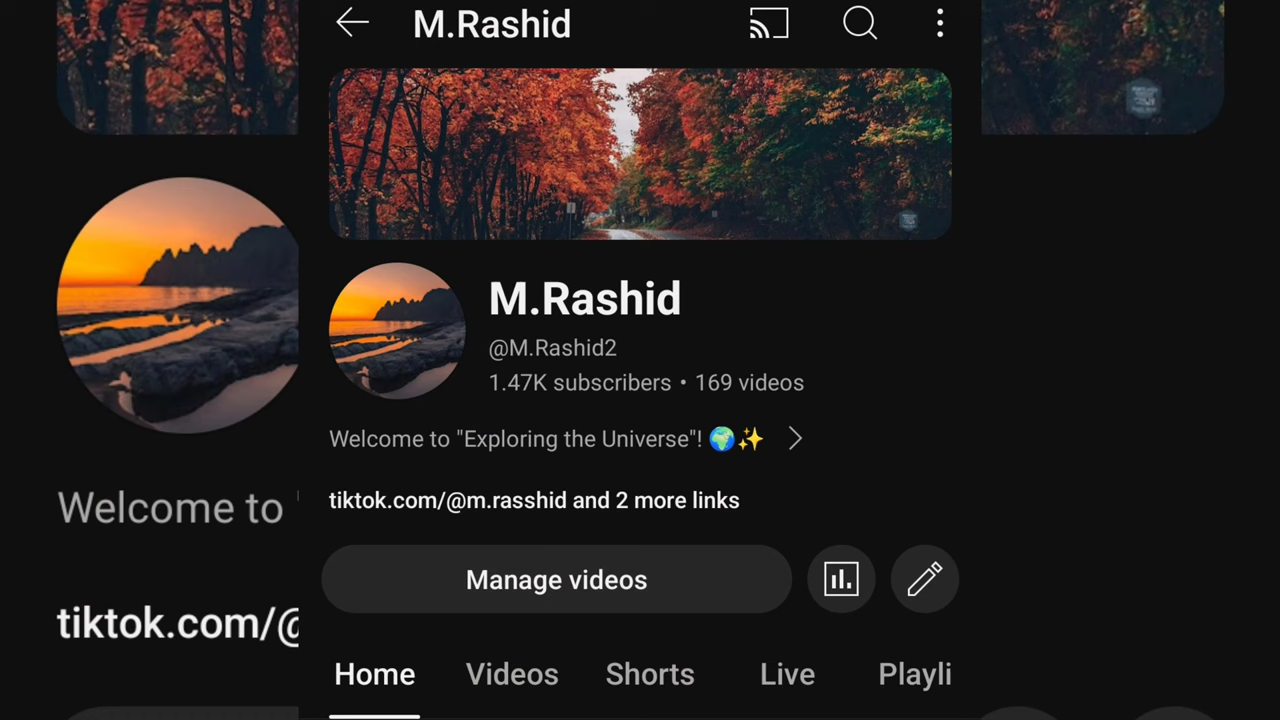 M.Rashid
M.Rashid
@M.Rashid2
1.47K subscribers • 169 videos
Welcome to "Exploring the Universe"! 🌍✨
tiktok.com/@m.rasshid and 2 more links
Manage videos
Home Videos Shorts Live Playli
Welcome to '
tiktok.com/@